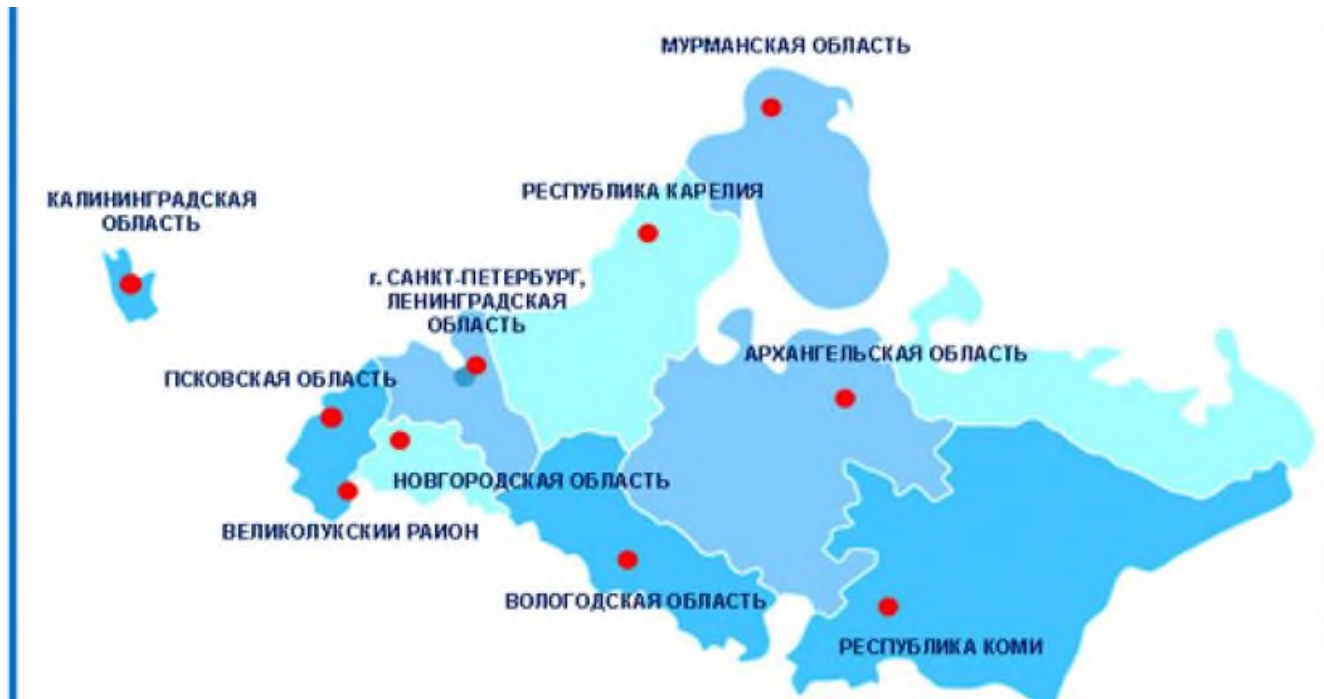 МУРМАНСКАЯ ОБЛАСТЬ
РЕСПУБЛИКА КАРЕЛИЯ
КАЛИНИНГРАДСКАЯ
ОБЛАСТЬ
г. САНКТ-ПЕТЕРБУРГ,
ЛЕНИНГРАДСКАЯ
ОБЛАСТЬ
АРХАНГЕЛЬСКАЯ ОБЛАСТЬ
ПСКОВСКАЯ ОБЛАСТЬ
НОВГОРОДСКАЯ ОБЛАСТЬ
ВЕЛИКОЛУКСКИЙ РАЙОН
ВОЛОГОДСКАЯ ОБЛАСТЬ
РЕСПУБЛИКА КОМИ